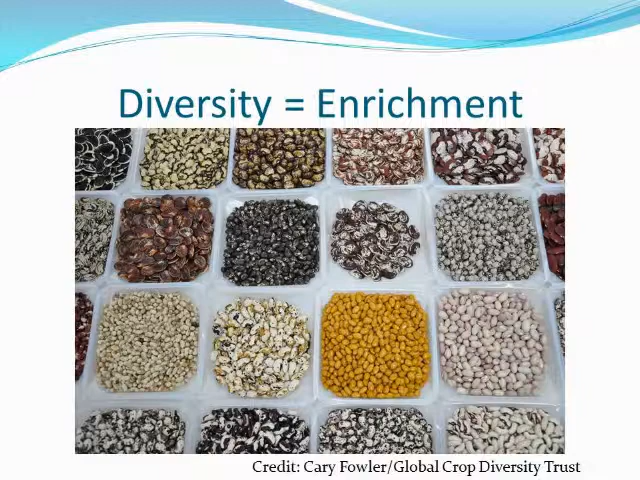 Diversity = Enrichment
Credit: Cary Fowler/Global Crop Diversity Trust